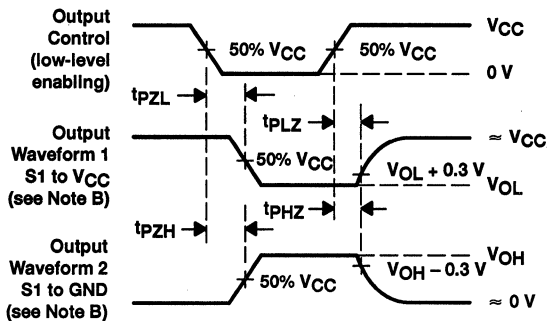 Output
Control
(low-level
enabling)
50% VCC
50% VCC
VCC
0 V
tPZL
tPLZ
Output
Waveform 1
S1 to VCC
(see Note B)
50% VCC
≈ VCC
VOL + 0.3 V
VOL
tPZH
tPHZ
Output
Waveform 2
S1 to GND
(see Note B)
50% VCC
VOH
VOH − 0.3 V
≈ 0 V